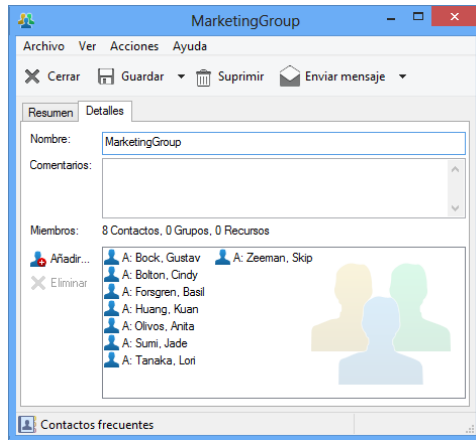 MarketingGroup
Archivo Ver Acciones Ayuda
Cerrar Guardar Suprimir Enviar mensaje
Resumen Detalles
Nombre: MarketingGroup
Comentarios:
Miembros: 8 Contactos, 0 Grupos, 0 Recursos
Añadir...
Eliminar
A: Bock, Gustav
A: Bolton, Cindy
A: Forsgren, Basil
A: Huang, Kuan
A: Olivos, Anita
A: Sumi, Jade
A: Tanaka, Lori
A: Zeeman, Skip
Contactos frecuentes